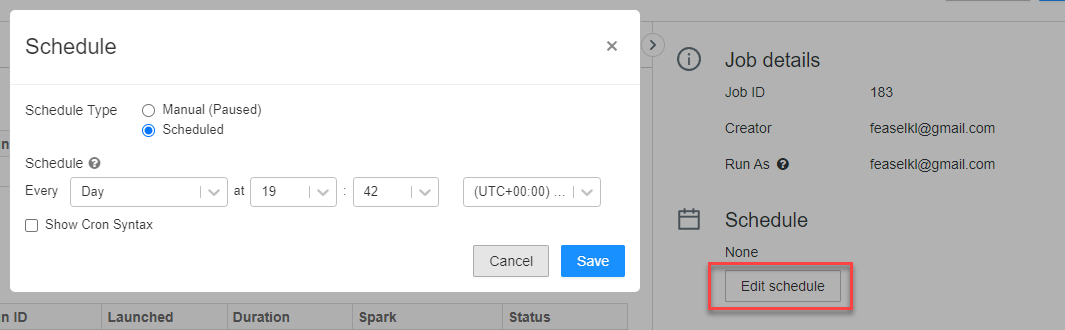 Schedule
×
Schedule Type
Manual (Paused)
Scheduled
Schedule
Every Day at 19 : 42 (UTC+00:00) ...
Show Cron Syntax
Cancel Save
Job details
Job ID 183
Creator feaselkl@gmail.com
Run As feaselkl@gmail.com
Schedule
None
Edit schedule
n
n ID Launched Duration Spark Status